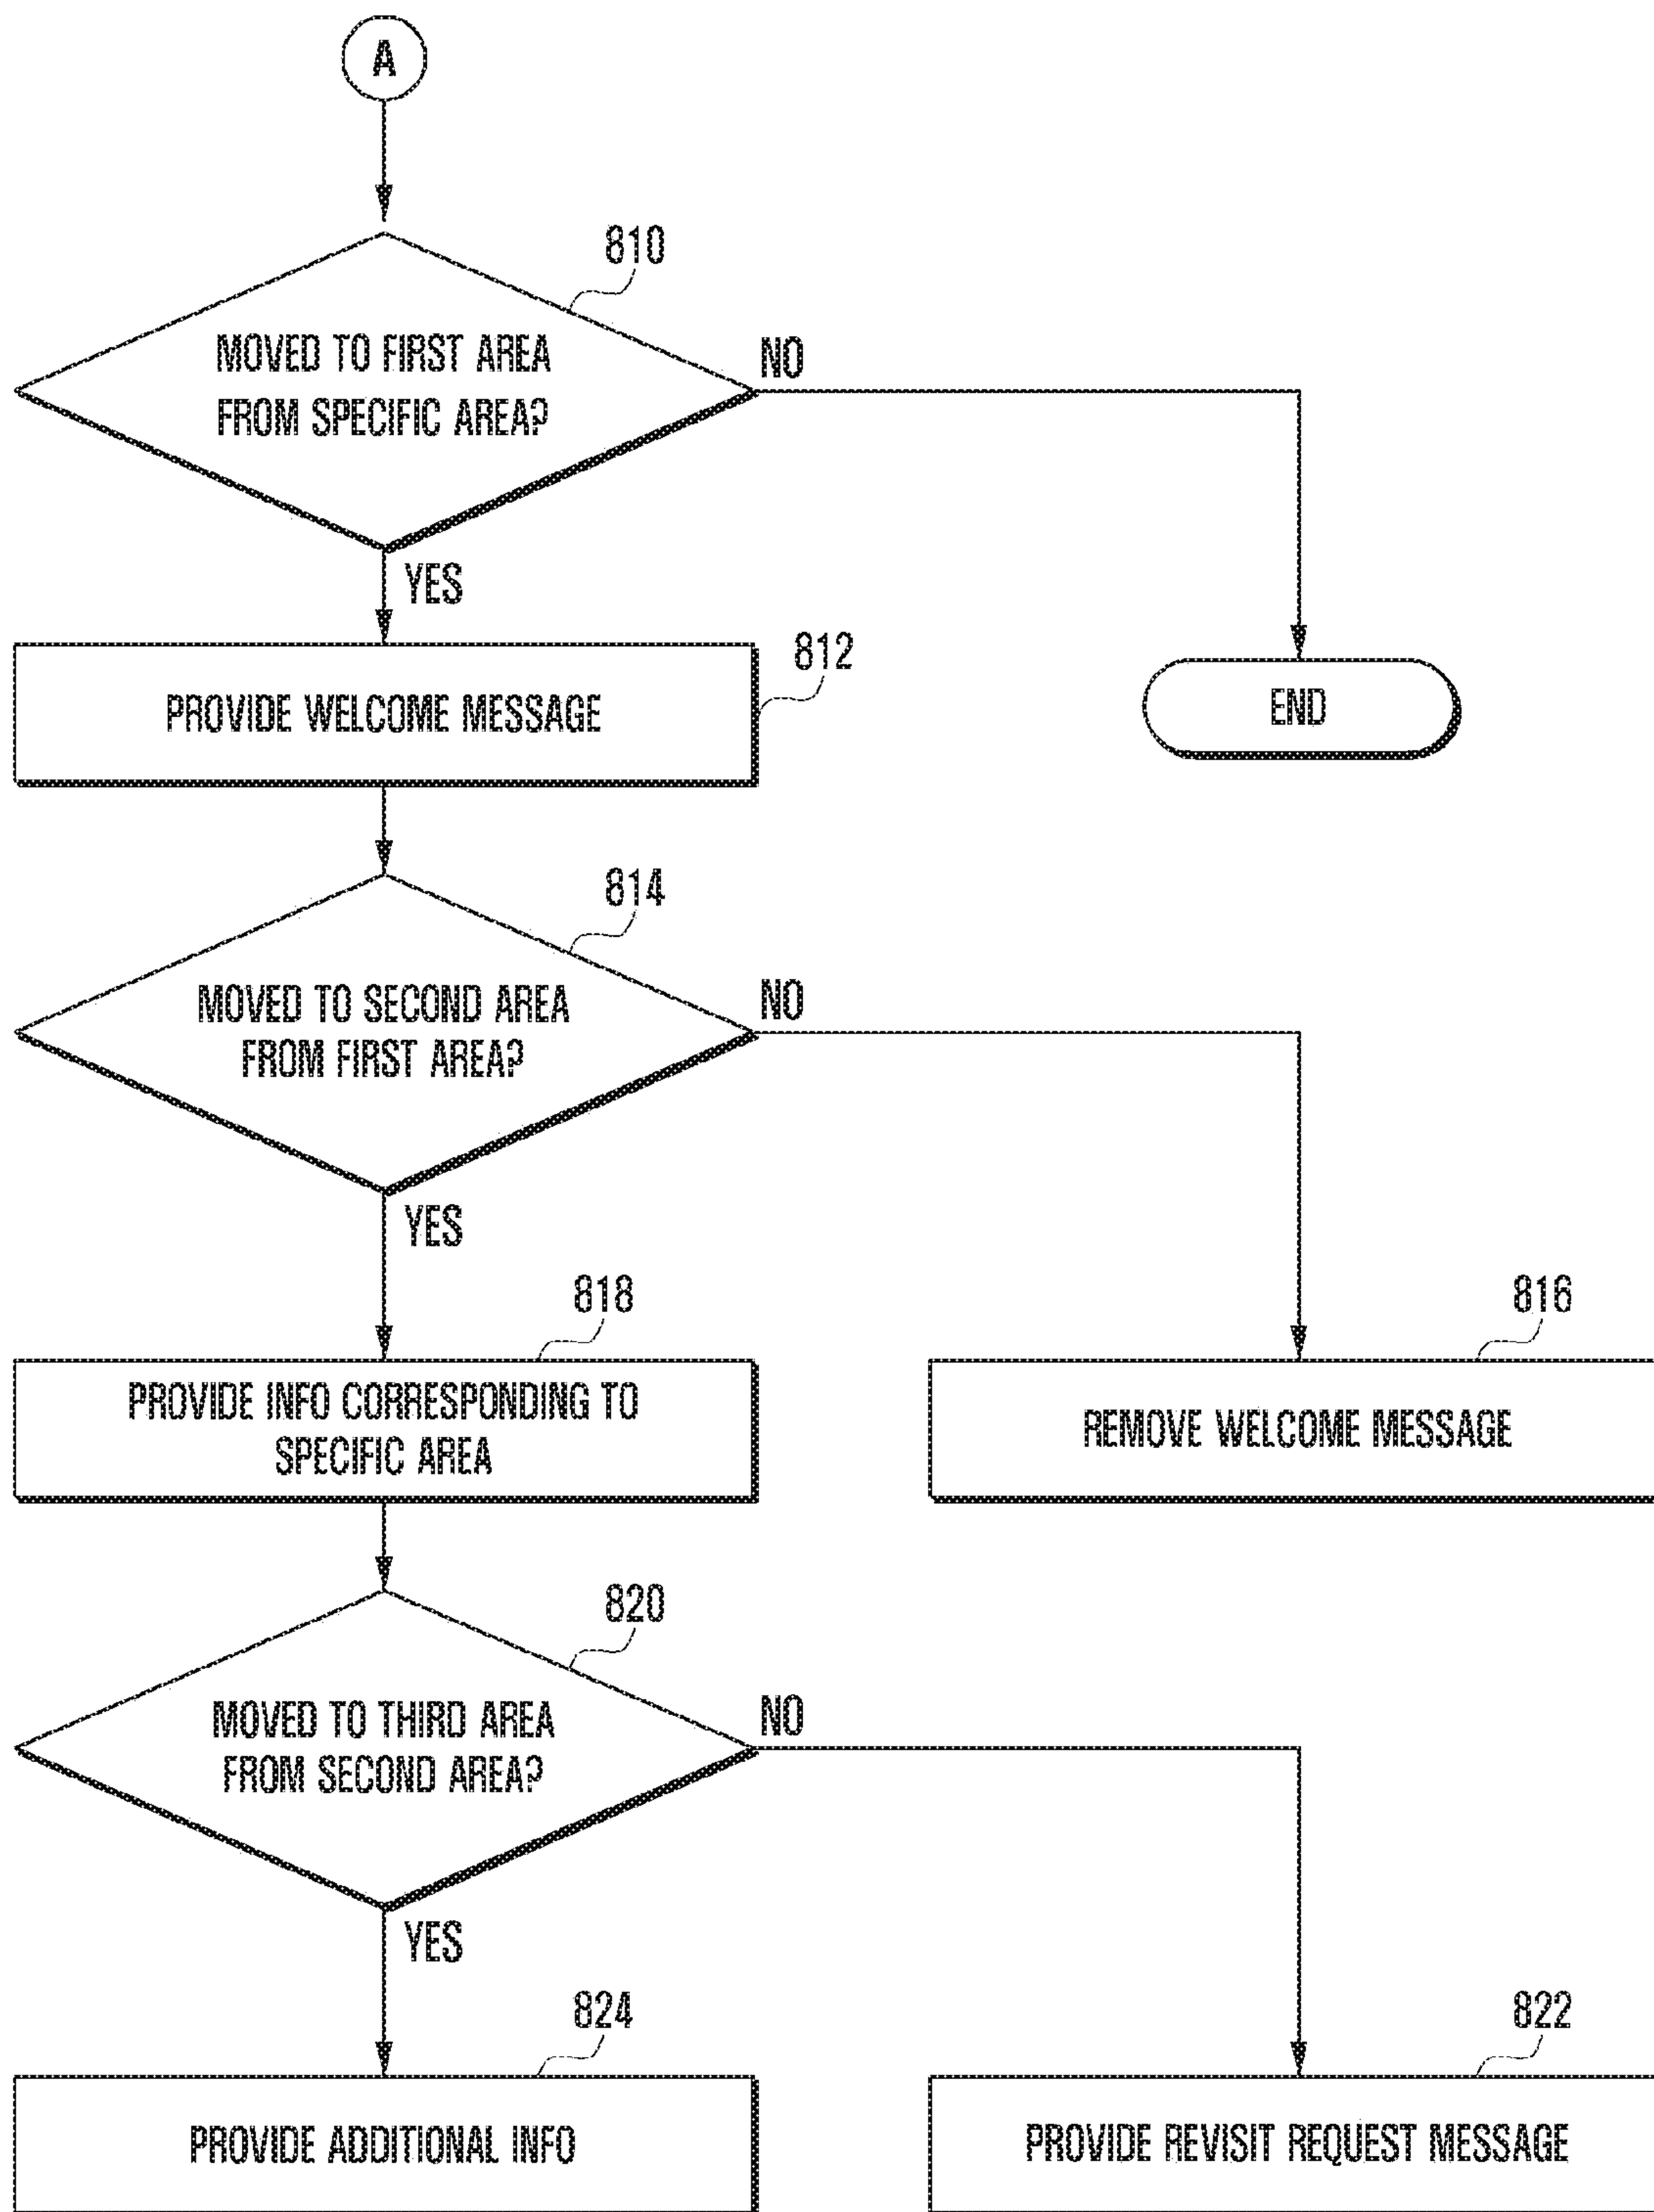 A
810
MOVED TO FIRST AREA
FROM SPECIFIC AREA?
NO
YES
812
PROVIDE WELCOME MESSAGE
END
814
MOVED TO SECOND AREA
FROM FIRST AREA?
NO
YES
818
816
PROVIDE INFO CORRESPONDING TO
SPECIFIC AREA
REMOVE WELCOME MESSAGE
820
MOVED TO THIRD AREA
FROM SECOND AREA?
NO
YES
824
822
PROVIDE ADDITIONAL INFO
PROVIDE REVISIT REQUEST MESSAGE